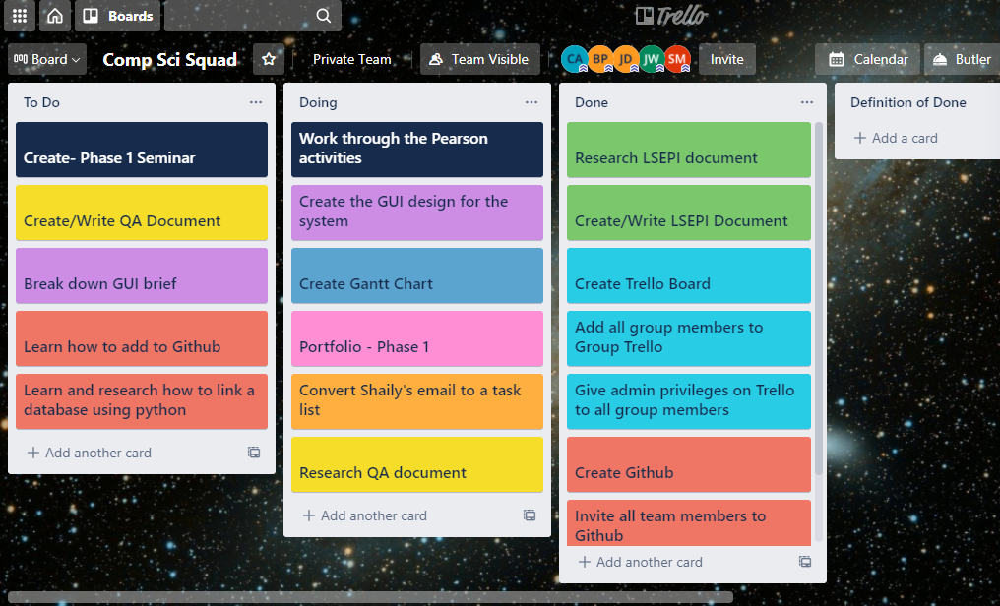 Boards
Trello
Board
Comp Sci Squad
Private Team
Team Visible
CA
BP
JD
JW
SM
Invite
Calendar
Butler
To Do
Create- Phase 1 Seminar
Create/Write QA Document
Break down GUI brief
Learn how to add to Github
Learn and research how to link a
database using python
+ Add another card
Doing
Work through the Pearson
activities
Create the GUI design for the
system
Create Gantt Chart
Portfolio - Phase 1
Convert Shaily's email to a task
list
Research QA document
+ Add another card
Done
Research LSEPI document
Create/Write LSEPI Document
Create Trello Board
Add all group members to
Group Trello
Give admin privileges on Trello
to all group members
Create Github
Invite all team members to
Github
+ Add another card
Definition of Done
+ Add a card